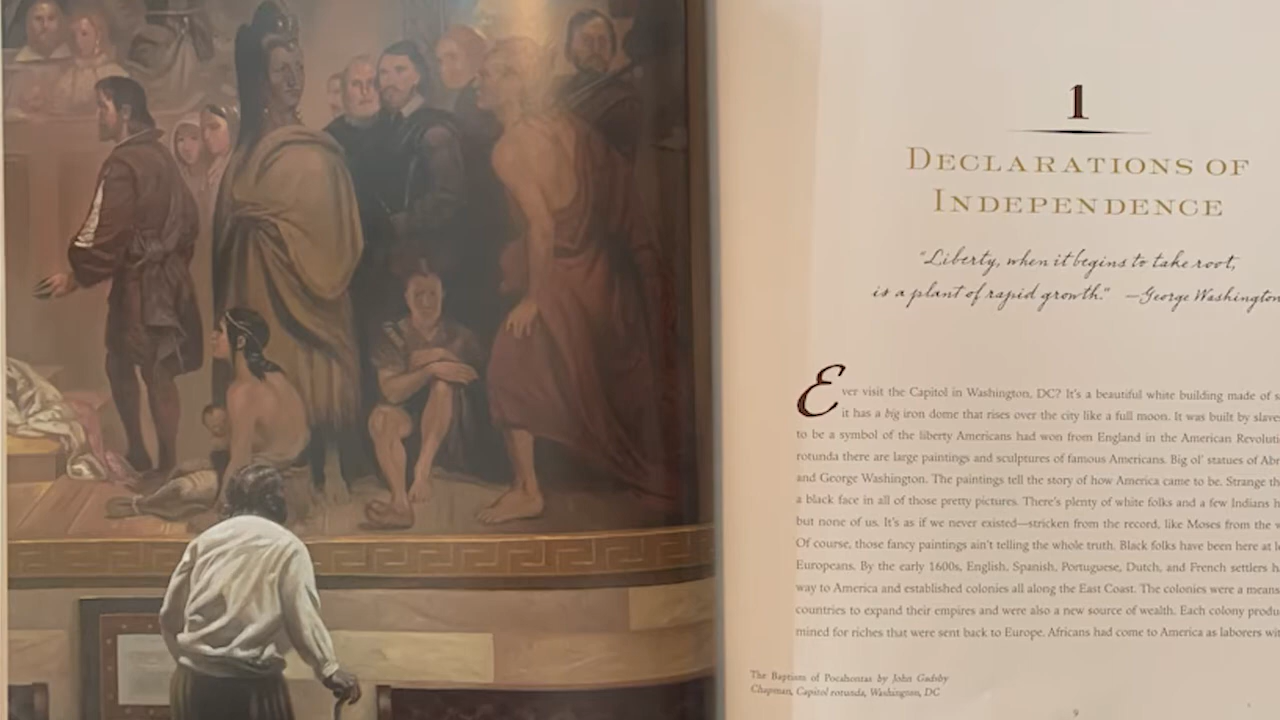 1
DECLARATIONS OF
INDEPENDENCE
"Liberty, when it begins to take root,
is a plant of rapid growth." —George Washington
Ever visit the Capitol in Washington, DC? It's a beautiful white building made of
it has a big iron dome that rises over the city like a full moon. It was built by
to be a symbol of the liberty Americans had won from England in the American
rotunda there are large paintings and sculptures of famous Americans. Big ol' statues of
and George Washington. The paintings tell the story of how America came to be. Strange
a black face in all of those pretty pictures. There's plenty of white folks and a few Indians
but none of us. It's as if we never existed—stricken from the record, like Moses from the
Of course, those fancy paintings ain't telling the whole truth. Black folks have been here at
Europeans. By the early 1600s, English, Spanish, Portuguese, Dutch, and French settlers
way to America and established colonies all along the East Coast. The colonies were a means
countries to expand their empires and were also a new source of wealth. Each colony
mined for riches that were sent back to Europe. Africans had come to America as laborers
The Baptism of Pocahontas by John Gadsby
Chapman, Capitol rotunda, Washington, DC
9